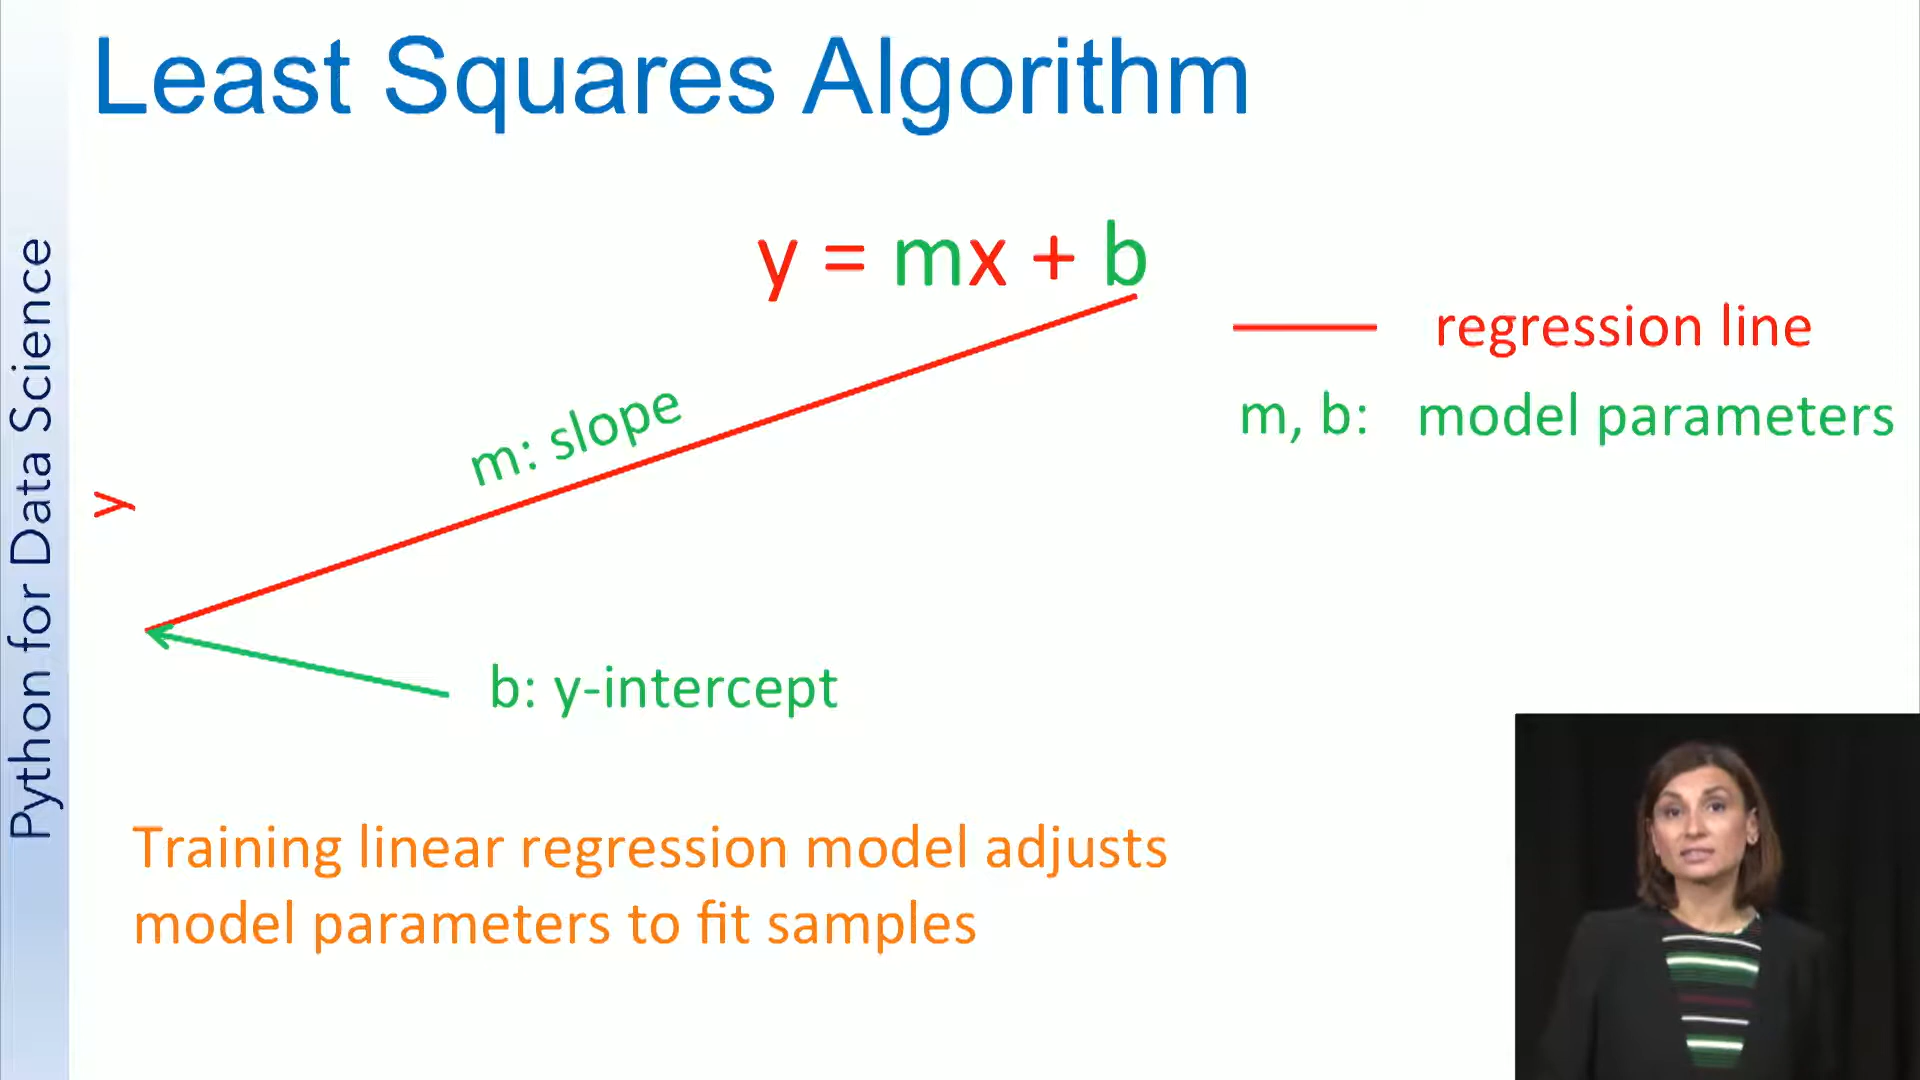 Least Squares Algorithm
y = mx + b
regression line
m, b: model parameters
m: slope
y
b: y-intercept
Training linear regression model adjusts
model parameters to fit samples
Python for Data Science